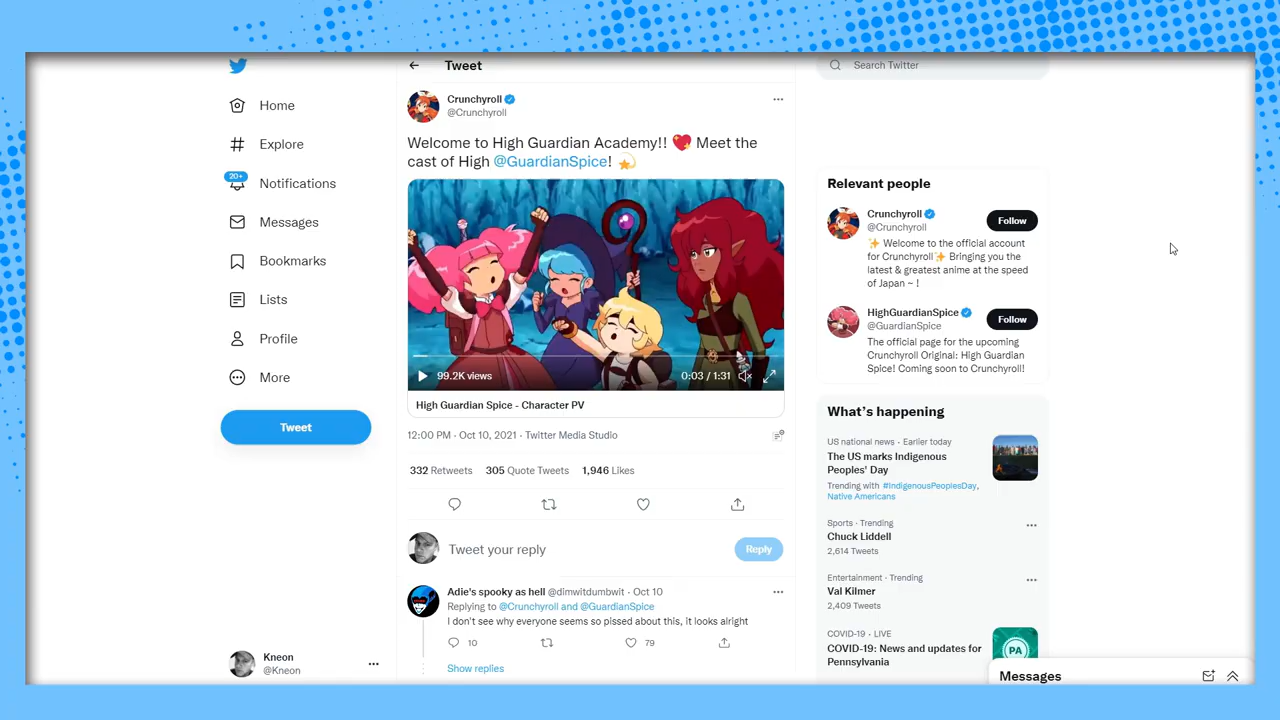 Home
Explore
20+
Notifications
Messages
Bookmarks
Lists
Profile
More
Tweet
Kneon
@Kneon
Tweet
Crunchyroll
@Crunchyroll
Welcome to High Guardian Academy!! 💖 Meet the
cast of High @GuardianSpice! 💫
99.2K views
0:03 / 1:31
High Guardian Spice - Character PV
12:00 PM · Oct 10, 2021 · Twitter Media Studio
332 Retweets 305 Quote Tweets 1,946 Likes
Tweet your reply
Reply
Adie's spooky as hell @dimwitdumbwit · Oct 10
Replying to @Crunchyroll and @GuardianSpice
I don't see why everyone seems so pissed about this, it looks alright
10
79
Show replies
Search Twitter
Relevant people
Crunchyroll
@Crunchyroll
Follow
✨ Welcome to the official account
for Crunchyroll✨ Bringing you the
latest & greatest anime at the speed
of Japan ~ !
HighGuardianSpice
@GuardianSpice
Follow
The official page for the upcoming
Crunchyroll Original: High Guardian
Spice! Coming soon to Crunchyroll!
What's happening
US national news · Earlier today
The US marks Indigenous
Peoples' Day
Trending with #IndigenousPeoplesDay,
Native Americans
Sports · Trending
Chuck Liddell
2,614 Tweets
Entertainment · Trending
Val Kilmer
2,409 Tweets
COVID-19 · LIVE
COVID-19: News and updates for
Pennsylvania
PA
Messages